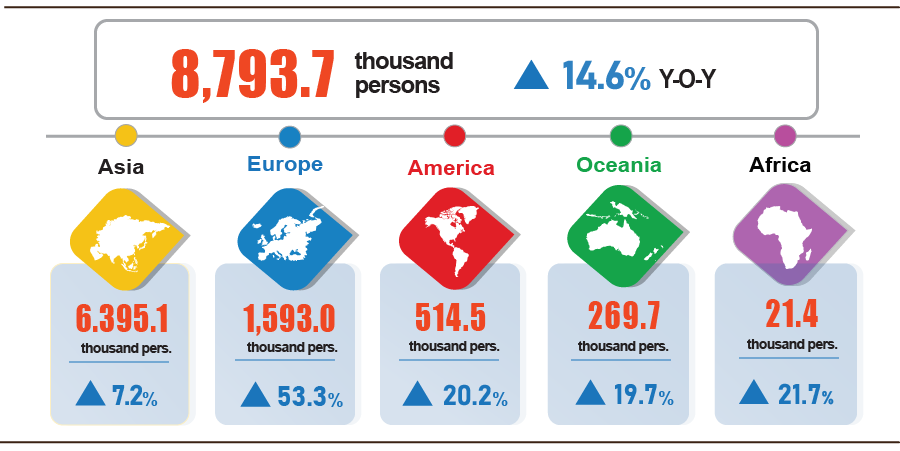 8,793.7 thousand persons ▲ 14.6% Y-O-Y
Asia Europe America Oceania Africa
6.395.1 1,593.0 514.5 269.7 21.4
thousand pers. thousand pers. thousand pers. thousand pers. thousand pers.
▲ 7.2% ▲ 53.3% ▲ 20.2% ▲ 19.7% ▲ 21.7%